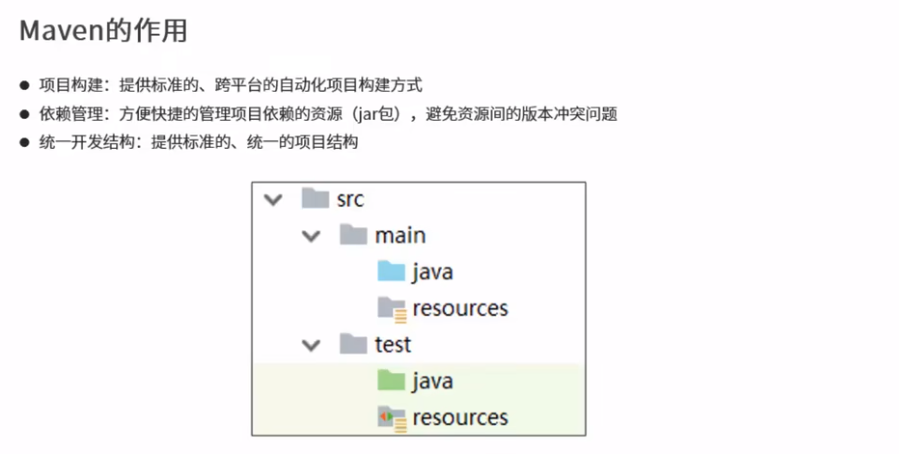 Maven的作用
● 项目构建：提供标准的、跨平台的自动化项目构建方式
● 依赖管理：方便快捷的管理项目依赖的资源（jar包），避免资源间的版本冲突问题
● 统一开发结构：提供标准的、统一的项目结构
src
main
java
resources
test
java
resources